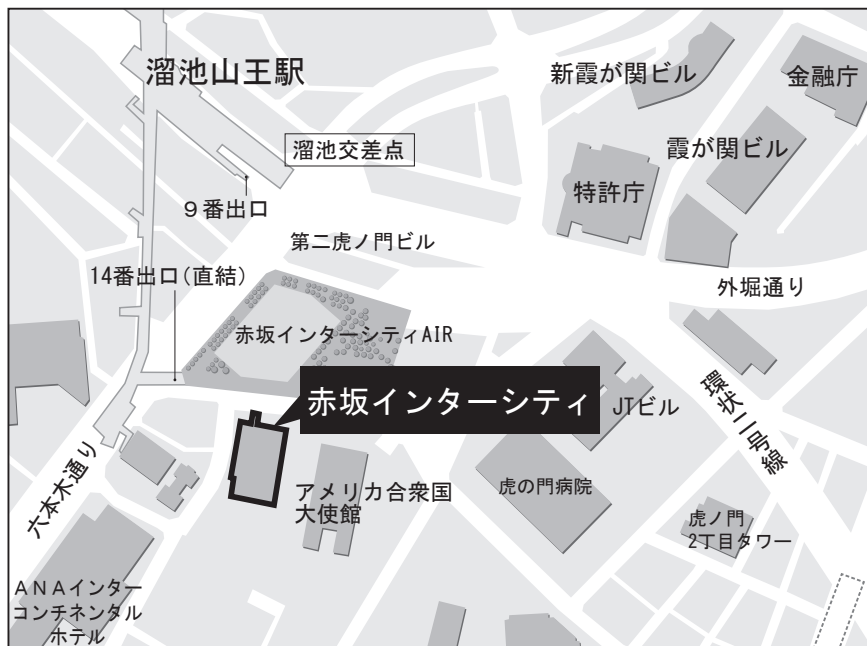 溜池山王駅
新霞が関ビル
金融庁
溜池交差点
霞が関ビル
特許庁
９番出口
第二虎ノ門ビル
14番出口(直結)
外堀通り
赤坂インターシティAIR
赤坂インターシティ
JTビル
環状二号線
六本木通り
アメリカ合衆国
大使館
虎の門病院
虎ノ門
2丁目タワー
ＡＮＡインター
コンチネンタル
ホテル